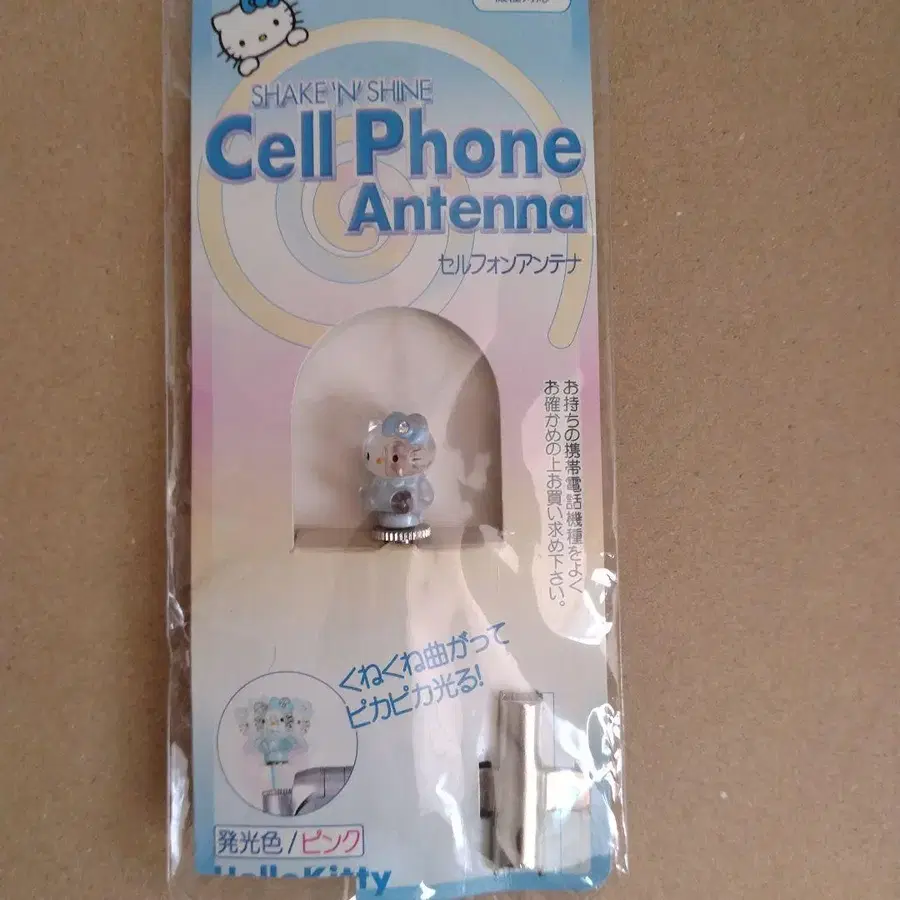 SHAKE 'N' SHINE
Cell Phone
Antenna
セルフォンアンテナ
お持ちの携帯電話機種をよく
お確かめの上お買い求め下さい。
くねくね曲がって
ピカピカ光る!
発光色/ピンク
HelloKitty